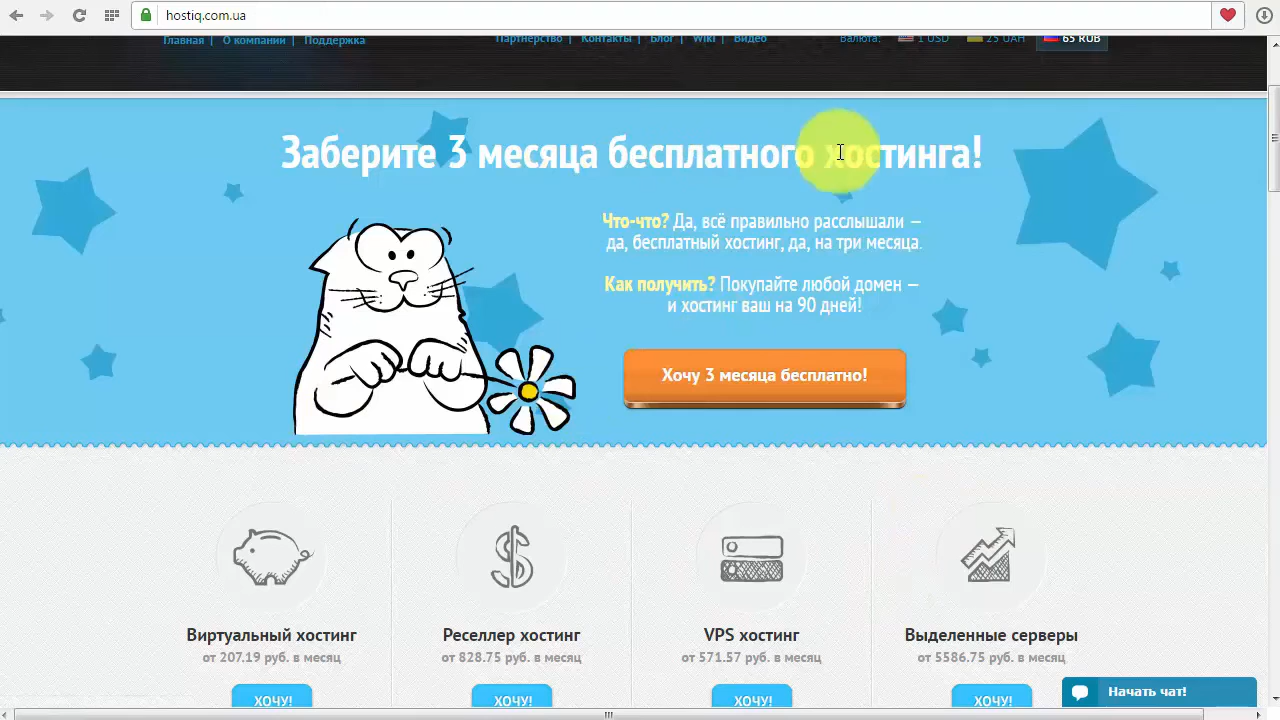 hostiq.com.ua
Главная | О компании | Поддержка
Партнёрство | Контакты | Блог | Wiki | Видео
Валюта: 1 USD 25 UAH 65 RUB
Заберите 3 месяца бесплатного хостинга!
Что-что? Да, всё правильно расслышали —
да, бесплатный хостинг, да, на три месяца.
Как получить? Покупайте любой домен —
и хостинг ваш на 90 дней!
Хочу 3 месяца бесплатно!
Виртуальный хостинг
от 207.19 руб. в месяц
ХОЧУ!
Реселлер хостинг
от 828.75 руб. в месяц
ХОЧУ!
VPS хостинг
от 571.57 руб. в месяц
ХОЧУ!
Выделенные серверы
от 5586.75 руб. в месяц
ХОЧУ!
Начать чат!